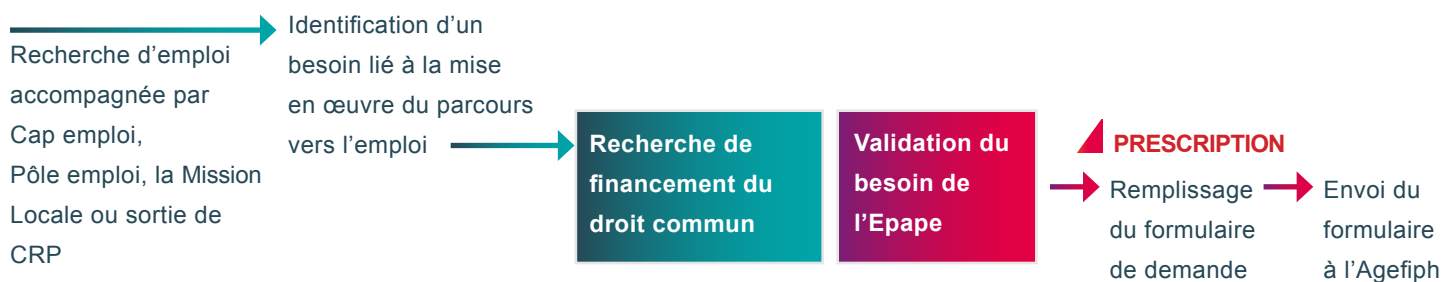 Recherche d’emploi
accompagnée par
Cap emploi,
Pôle emploi, la Mission
Locale ou sortie de
CRP
Identification d’un
besoin lié à la mise
en œuvre du parcours
vers l’emploi
Recherche de
financement du
droit commun
Validation du
besoin de
l’Epape
PRESCRIPTION
Remplissage
du formulaire
de demande
Envoi du
formulaire
à l’Agefiph